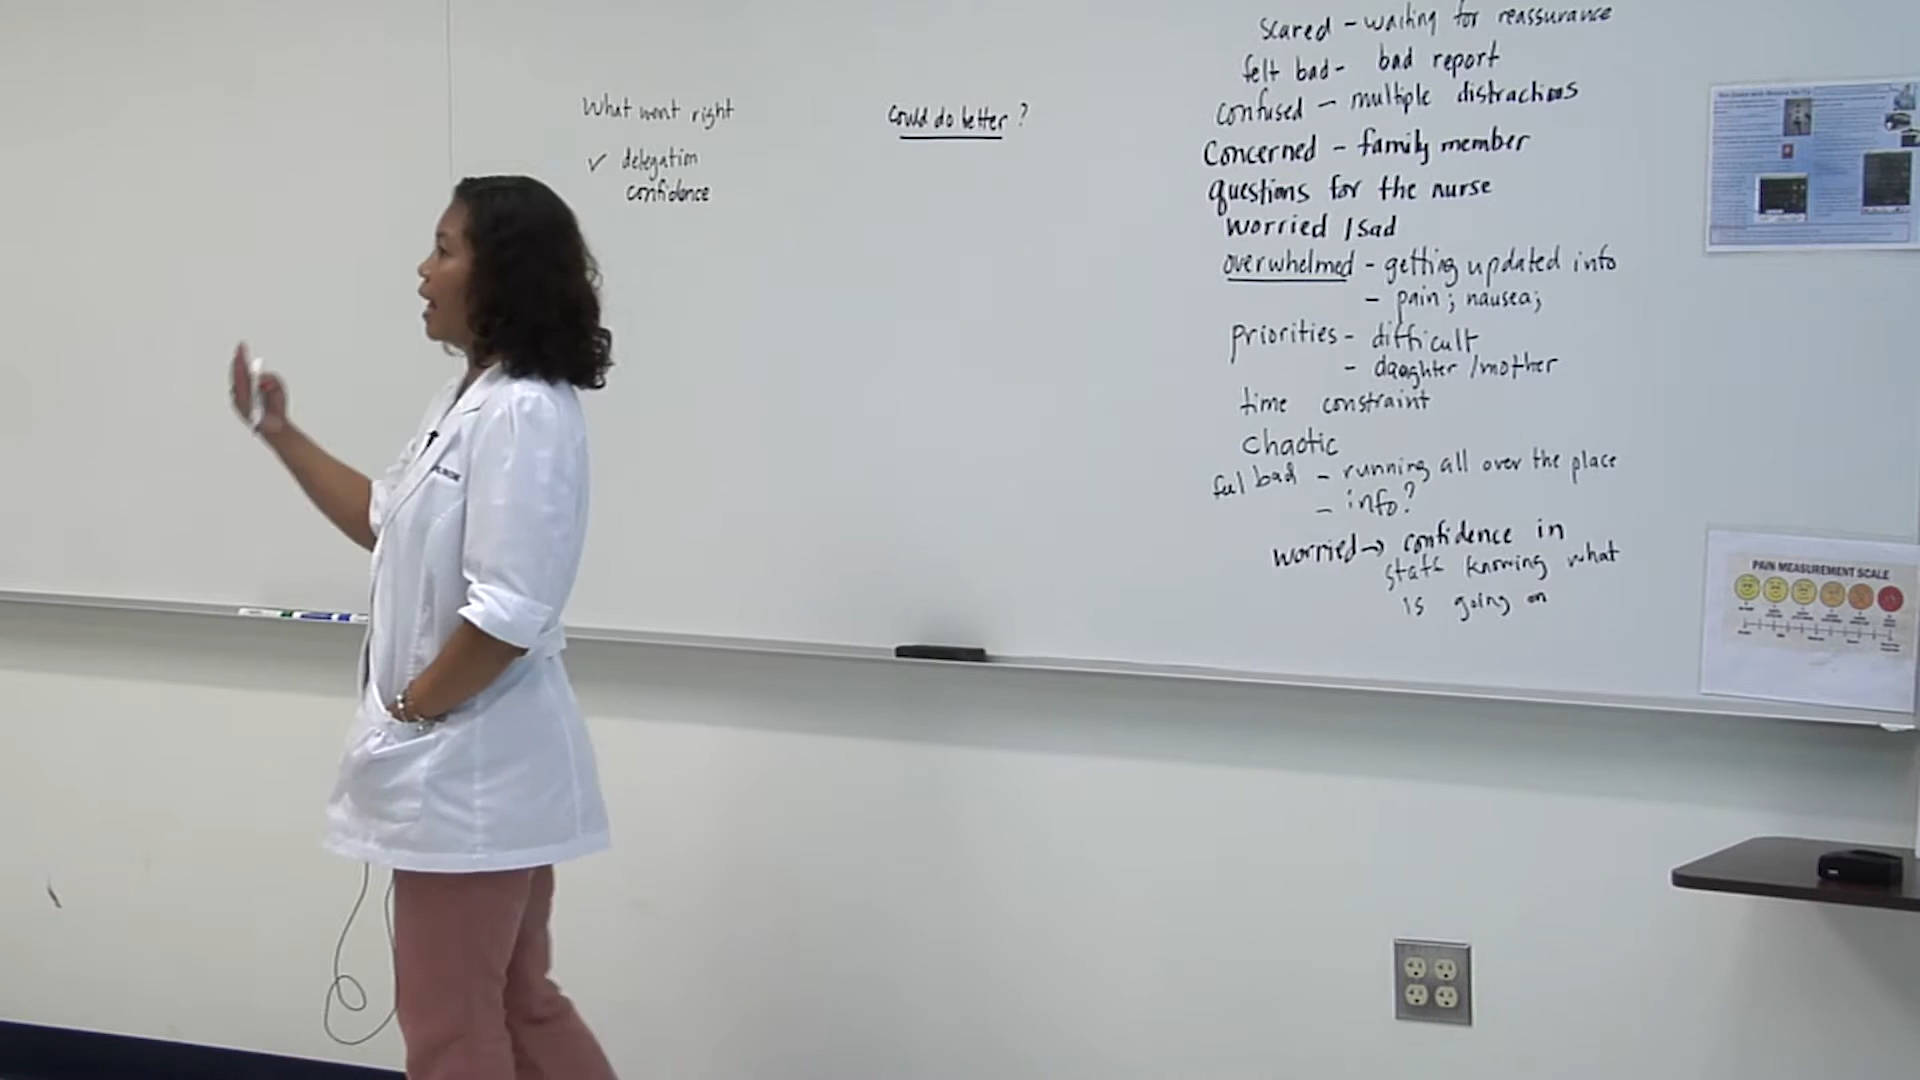 What went right
✓ delegation
confidence
Could do better?
scared - waiting for reassurance
felt bad - bad report
confused - multiple distractions
Concerned - family member
questions for the nurse
worried / sad
overwhelmed - getting updated info
- pain; nausea;
priorities - difficult
- daughter / mother
time constraint
chaotic
feel bad - running all over the place
- info?
worried → confidence in
staff knowing what
is going on
PAIN MEASUREMENT SCALE